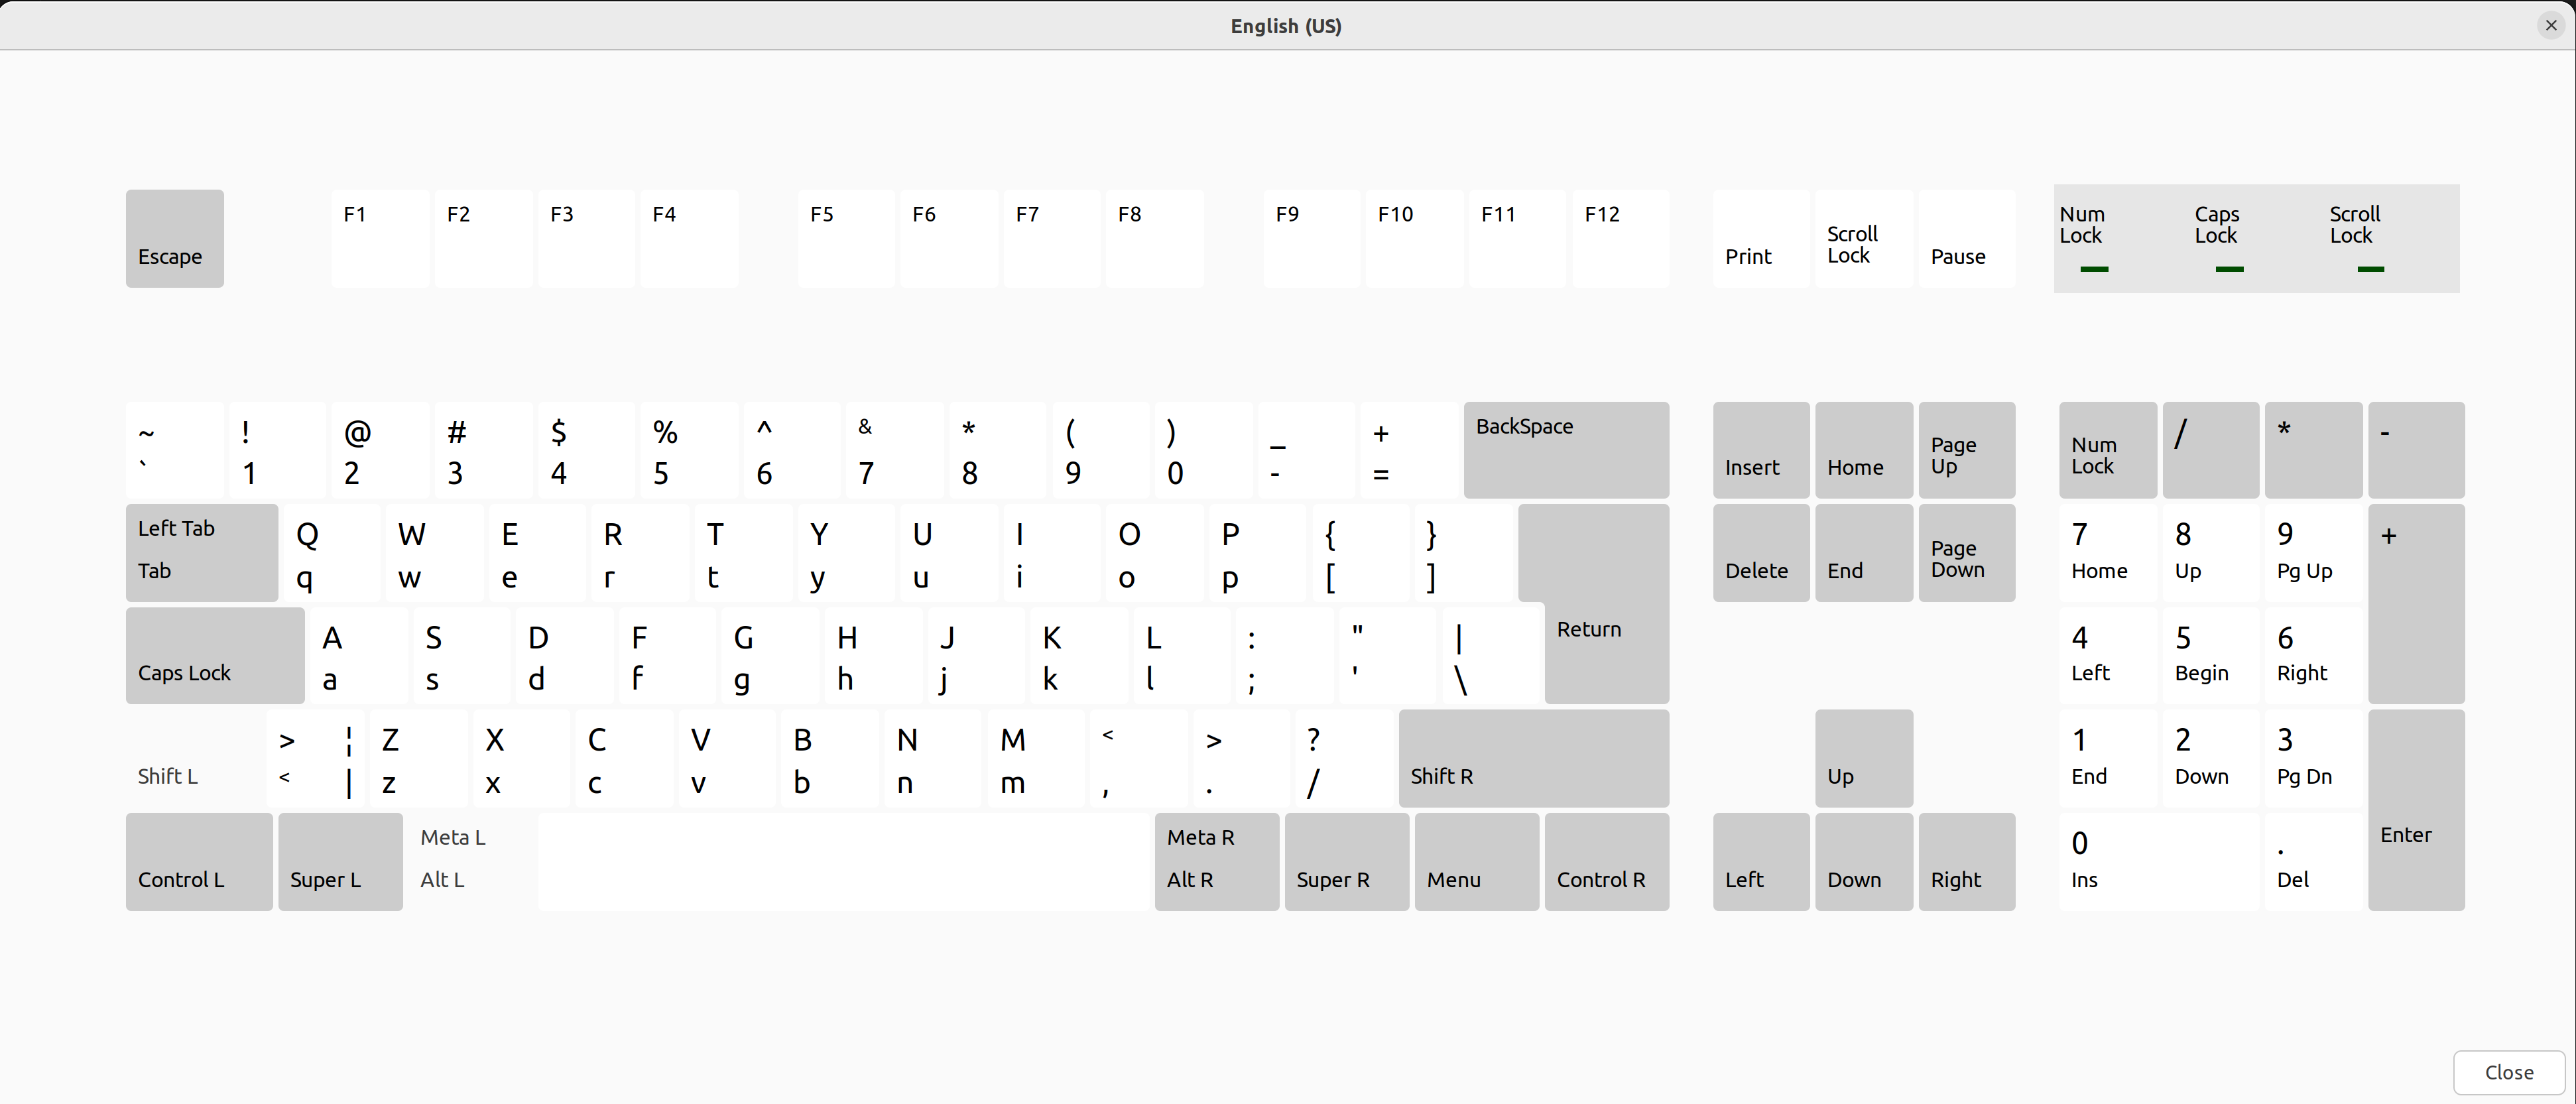 English (US)
Escape
F1 F2 F3 F4 F5 F6 F7 F8 F9 F10 F11 F12
Print
Scroll
Lock
Pause
Num
Lock
Caps
Lock
Scroll
Lock
~ ! @ # $ % ^ & * ( ) _ + BackSpace
` 1 2 3 4 5 6 7 8 9 0 - =
Insert Home
Page
Up
Num
Lock
/ * -
Left Tab Q W E R T Y U I O P { }
Tab q w e r t y u i o p [ ]
Return
Delete End
Page
Down
7 8 9 +
Home Up Pg Up
A S D F G H J K L : " |
Caps Lock a s d f g h j k l ; ' \
4 5 6
Left Begin Right
> ¦ Z X C V B N M < > ?
Shift L < | z x c v b n m , . / Shift R
Up
1 2 3
End Down Pg Dn
Enter
Meta L Meta R
Control L Super L Alt L Alt R Super R Menu Control R
Left Down Right
0 .
Ins Del
Close